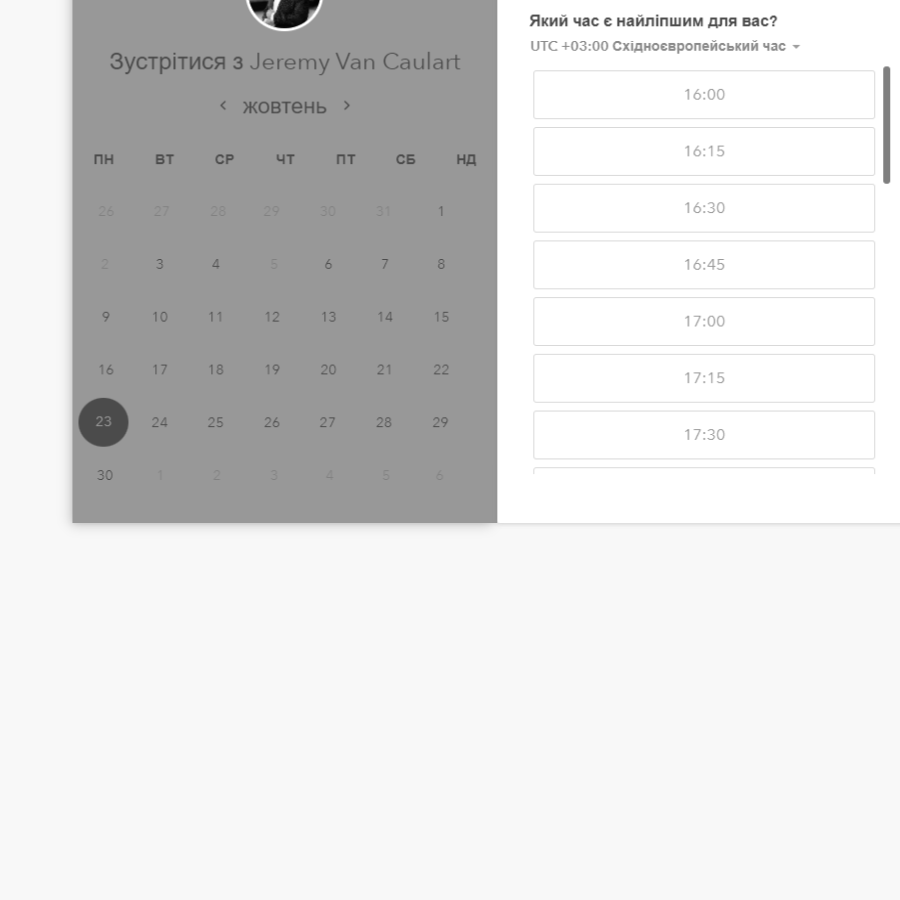 Зустрітися з Jeremy Van Caulart
жовтень
ПН ВТ СР ЧТ ПТ СБ НД
26 27 28 29 30 31 1
2 3 4 5 6 7 8
9 10 11 12 13 14 15
16 17 18 19 20 21 22
23 24 25 26 27 28 29
30 1 2 3 4 5 6
Який час є найліпшим для вас?
UTC +03:00 Східноєвропейський час
16:00
16:15
16:30
16:45
17:00
17:15
17:30